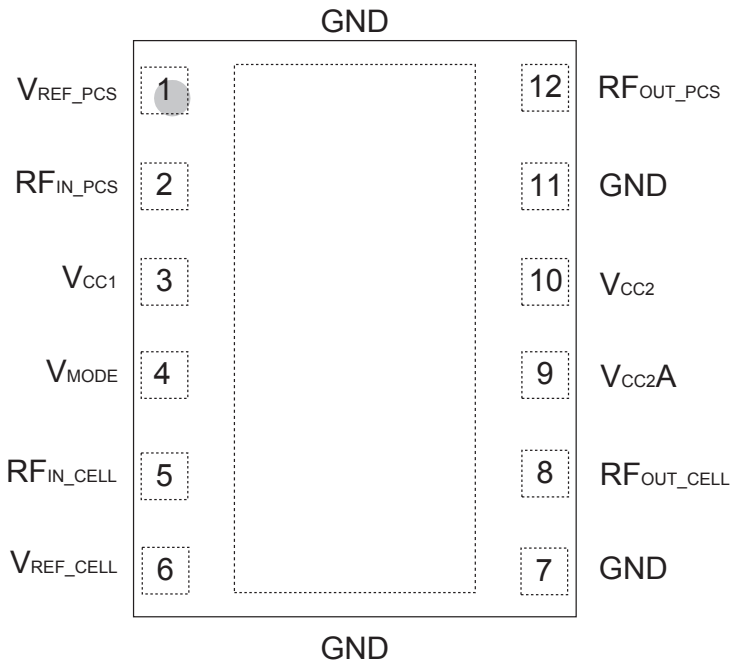 GND
VREF_PCS 1 12 RFOUT_PCS
RFIN_PCS 2 11 GND
VCC1 3 10 VCC2
VMODE 4 9 VCC2A
RFIN_CELL 5 8 RFOUT_CELL
VREF_CELL 6 7 GND
GND